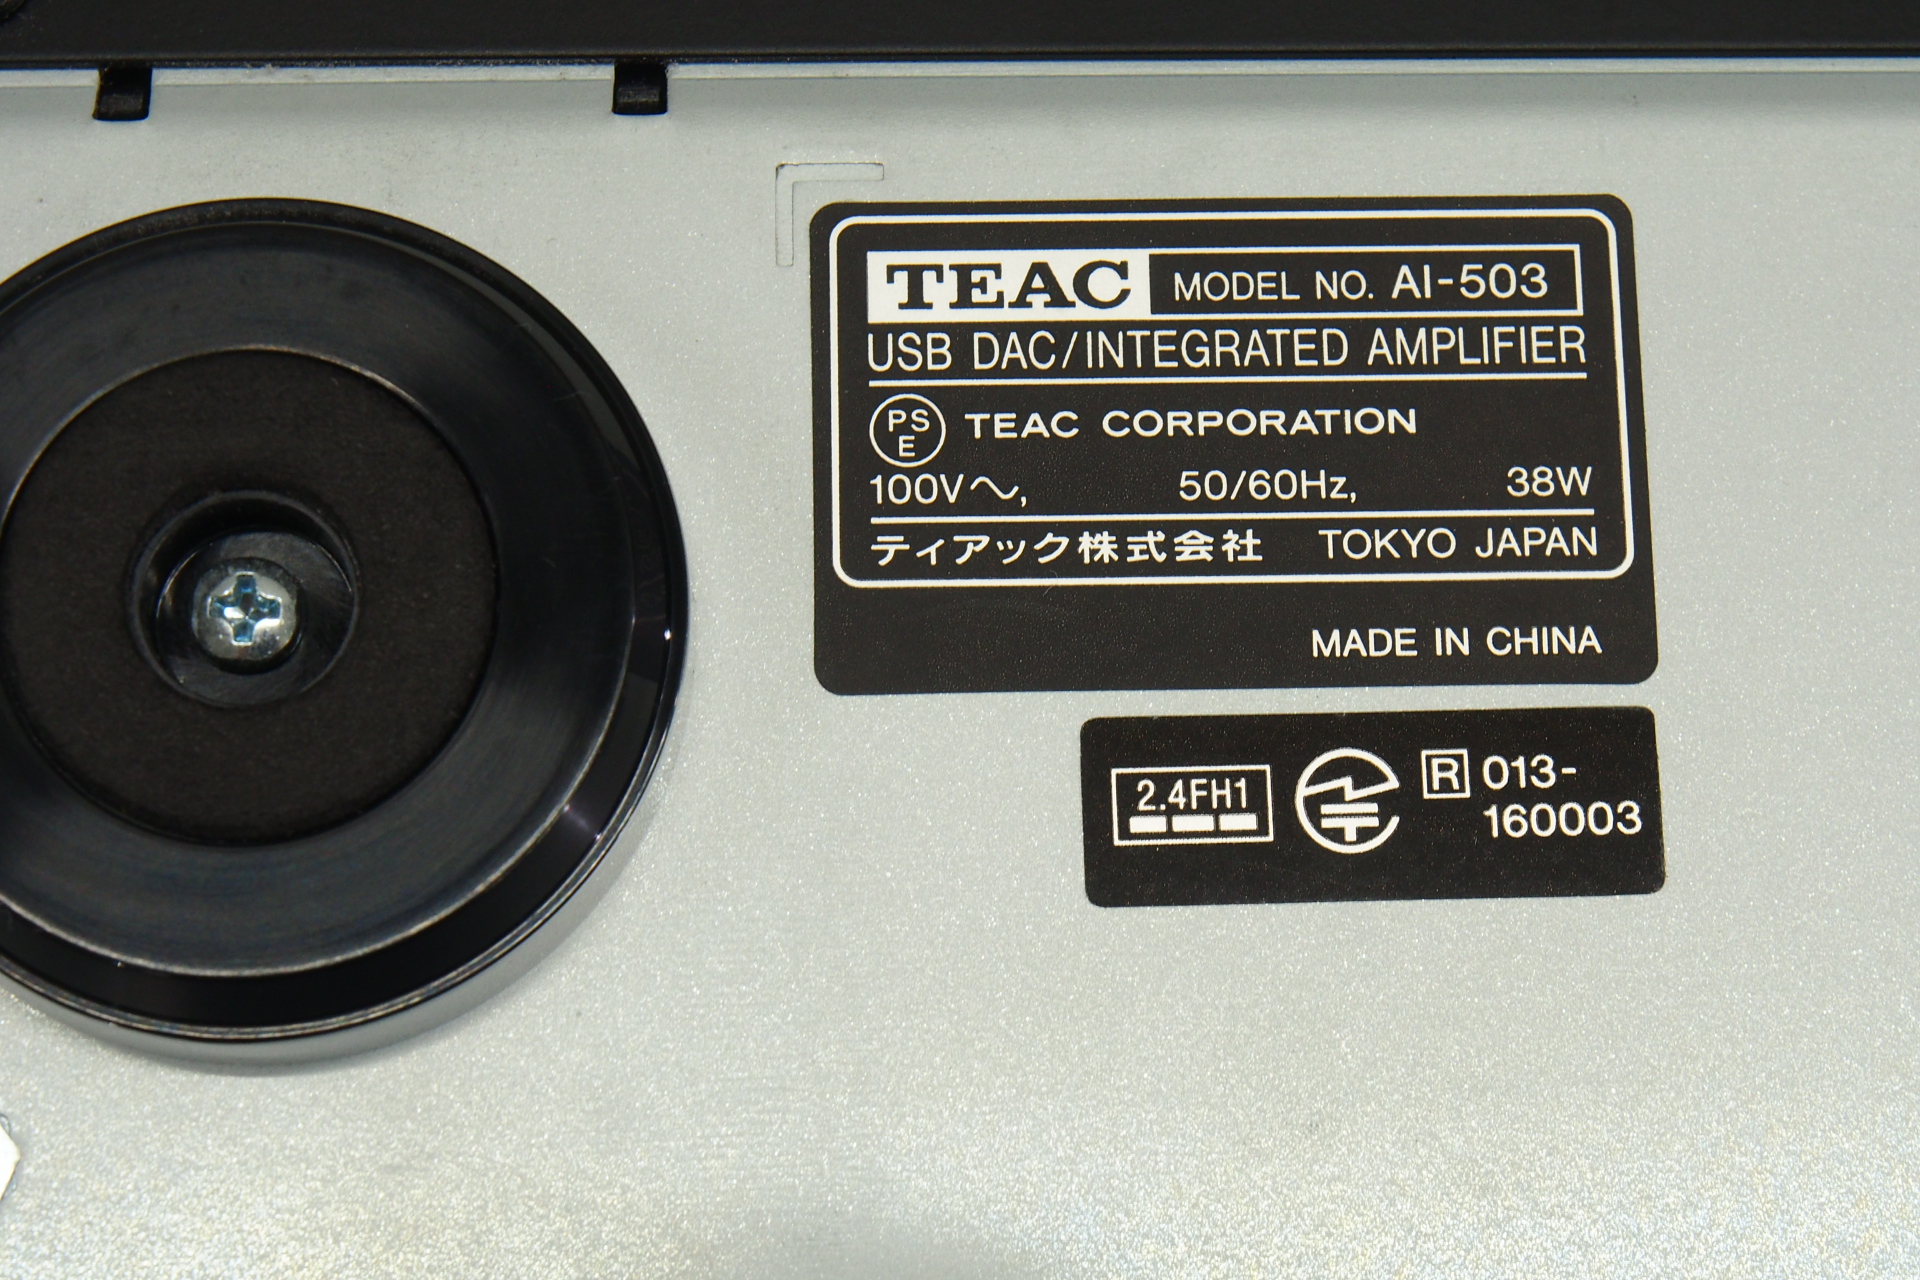 TEAC MODEL NO. AI-503
USB DAC/INTEGRATED AMPLIFIER
PSE TEAC CORPORATION
100V〜, 50/60Hz, 38W
ティアック株式会社 TOKYO JAPAN
MADE IN CHINA
2.4FH1 R 013-
160003